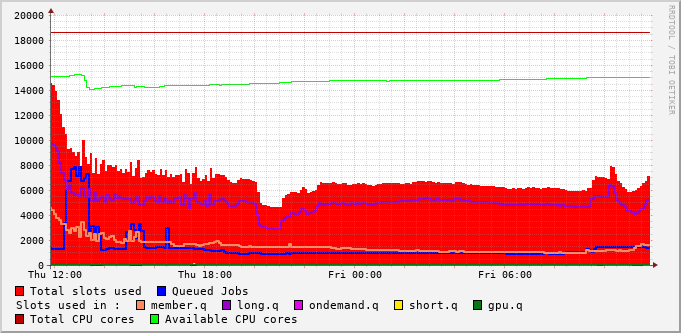 20000
18000
16000
14000
12000
10000
8000
6000
4000
2000
0
Thu 12:00 Thu 18:00 Fri 00:00 Fri 06:00
RRDTOOL / TOBI OETIKER
Total slots used Queued Jobs
Slots used in : member.q long.q ondemand.q short.q gpu.q
Total CPU cores Available CPU cores